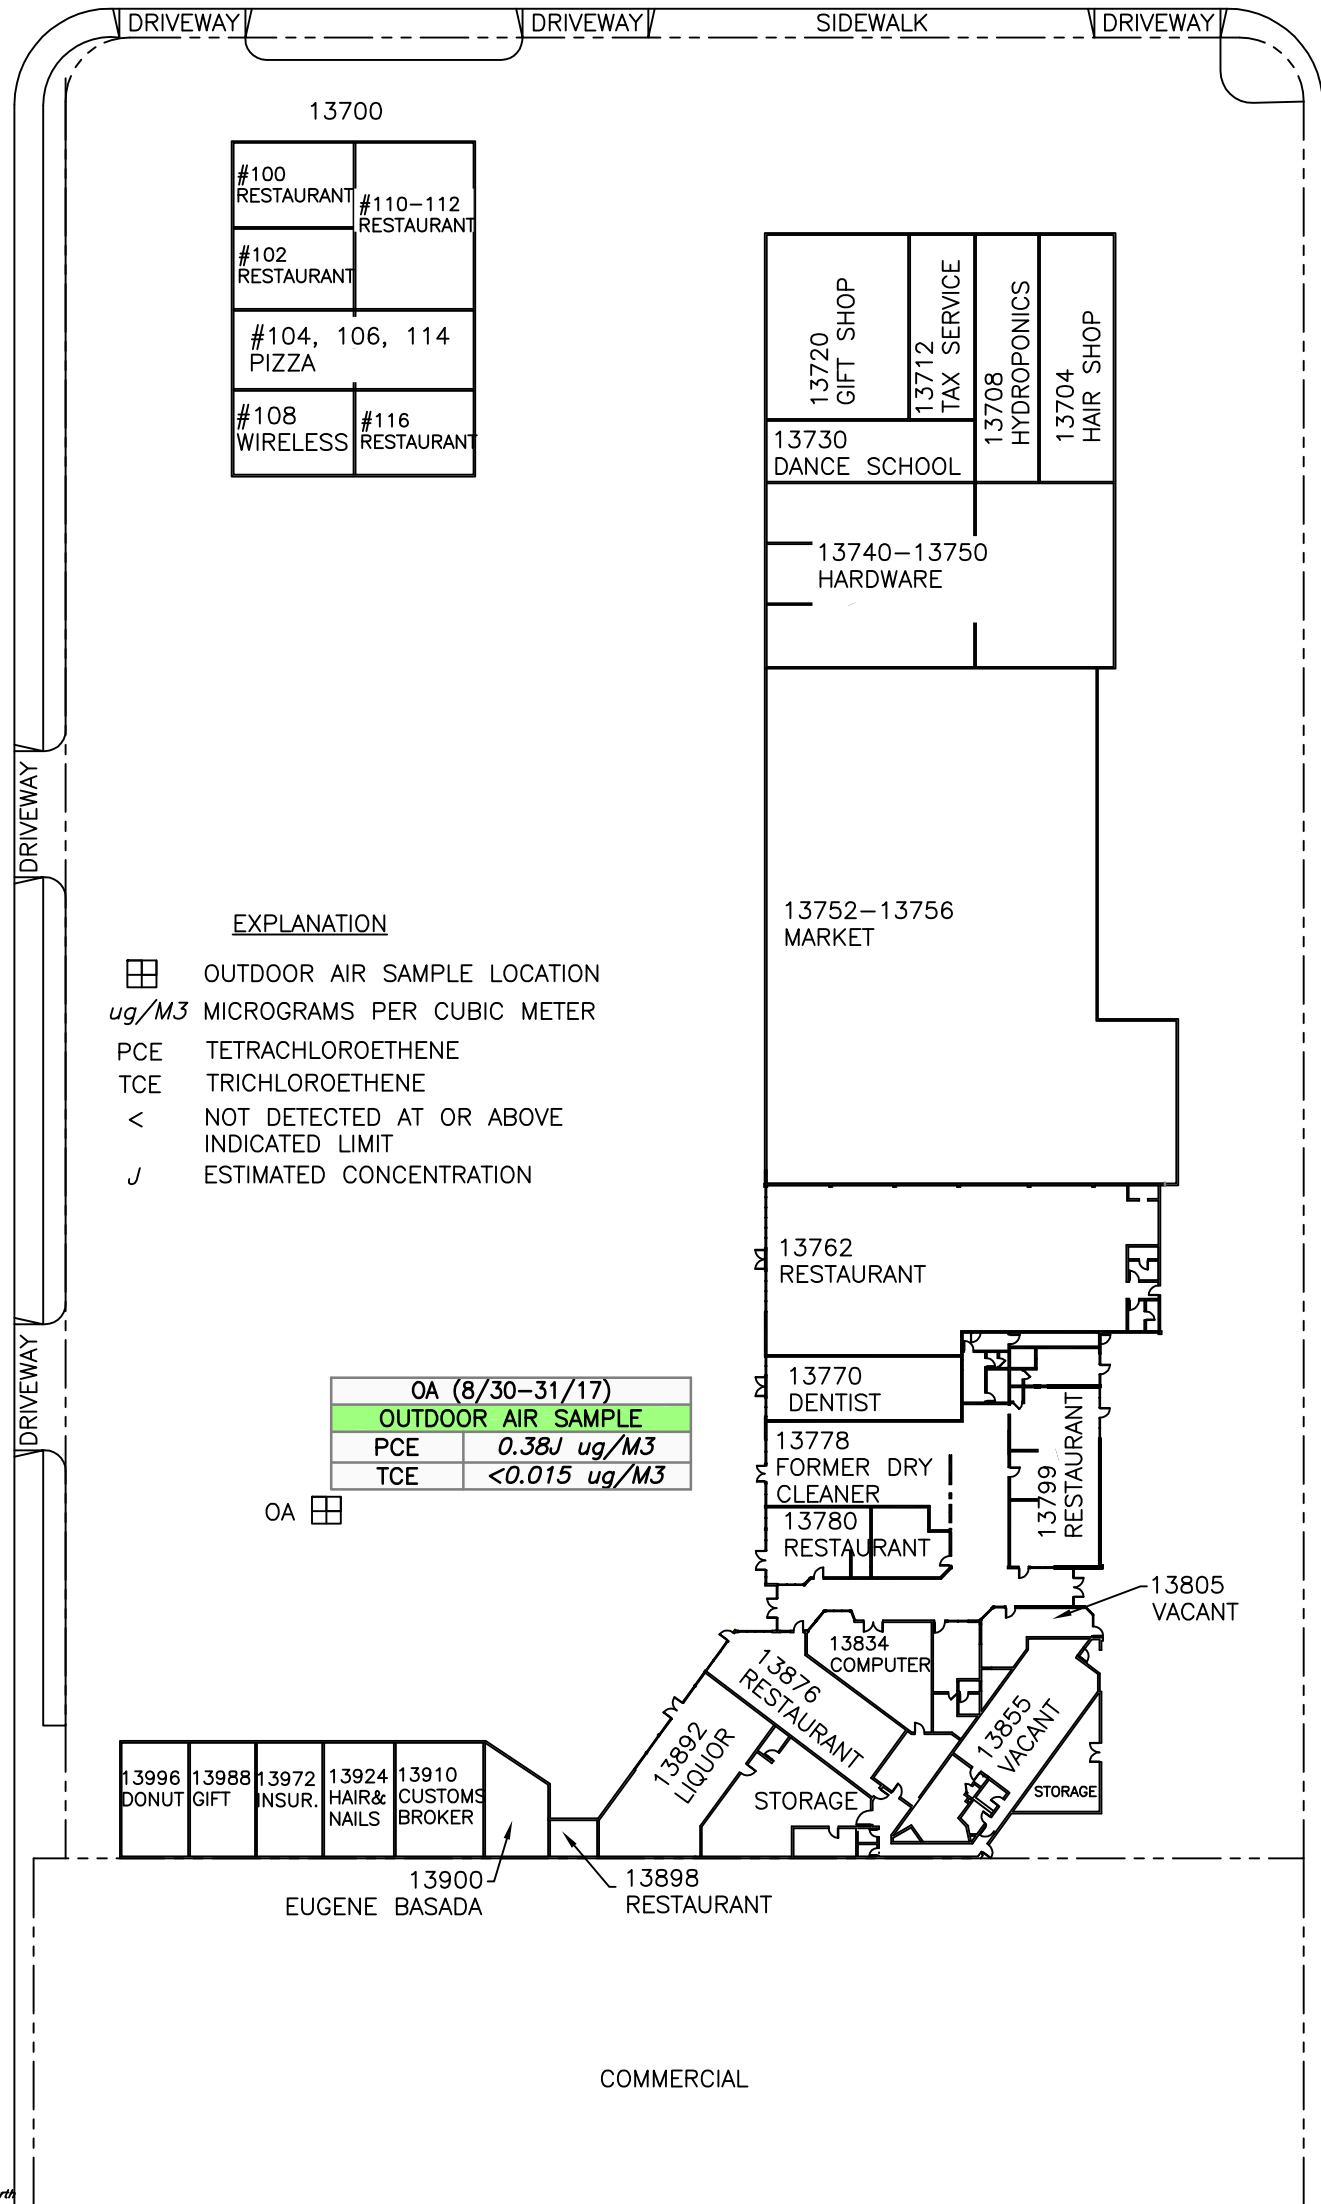 DRIVEWAY
DRIVEWAY
SIDEWALK
DRIVEWAY
13700
#100
RESTAURANT
#110-112
RESTAURANT
#102
RESTAURANT
#104, 106, 114
PIZZA
#108
WIRELESS
#116
RESTAURANT
13720
GIFT SHOP
13712
TAX SERVICE
13708
HYDROPONICS
13704
HAIR SHOP
13730
DANCE SCHOOL
13740-13750
HARDWARE
DRIVEWAY
13752-13756
MARKET
EXPLANATION
OUTDOOR AIR SAMPLE LOCATION
ug/M3 MICROGRAMS PER CUBIC METER
PCE TETRACHLOROETHENE
TCE TRICHLOROETHENE
< NOT DETECTED AT OR ABOVE
INDICATED LIMIT
J ESTIMATED CONCENTRATION
13762
RESTAURANT
DRIVEWAY
OA (8/30-31/17)
OUTDOOR AIR SAMPLE
PCE 0.38J ug/M3
TCE <0.015 ug/M3
OA
13770
DENTIST
13778
FORMER DRY
CLEANER
13780
RESTAURANT
13799
RESTAURANT
13805
VACANT
13834
COMPUTER
13876
RESTAURANT
13892
LIQUOR
13855
VACANT
STORAGE
STORAGE
13996
DONUT
13988
GIFT
13972
INSUR.
13924
HAIR&
NAILS
13910
CUSTOMS
BROKER
13900
EUGENE BASADA
13898
RESTAURANT
COMMERCIAL